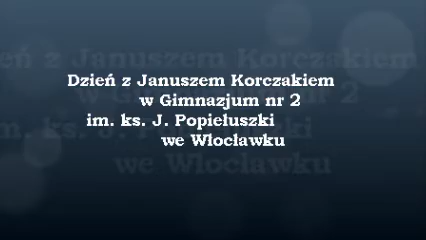 Dzień z Januszem Korczakiem
w Gimnazjum nr 2
im. ks. J. Popiełuszki
we Włocławku